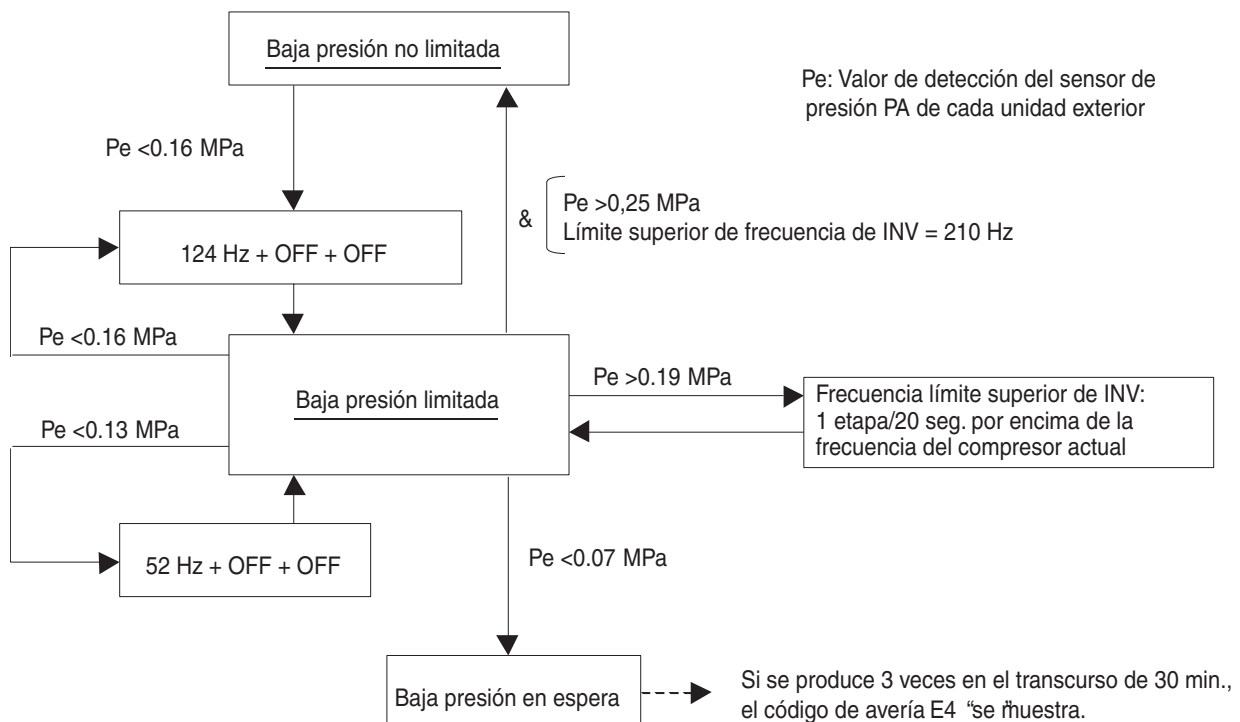 Baja presión no limitada
Pe: Valor de detección del sensor de
presión PA de cada unidad exterior
Pe <0.16 MPa
&
Pe >0,25 MPa
Límite superior de frecuencia de INV = 210 Hz
124 Hz + OFF + OFF
Pe <0.16 MPa
Baja presión limitada
Pe >0.19 MPa
Frecuencia límite superior de INV:
1 etapa/20 seg. por encima de la
frecuencia del compresor actual
Pe <0.13 MPa
52 Hz + OFF + OFF
Pe <0.07 MPa
Baja presión en espera
Si se produce 3 veces en el transcurso de 30 min.,
el código de avería E4 “se muestra.